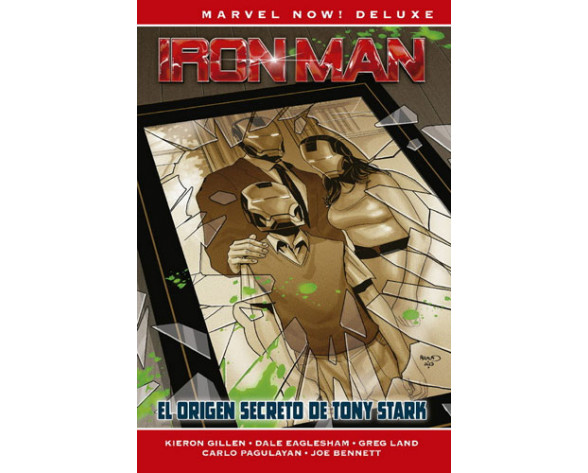 MARVEL NOW! DELUXE
IRON MAN
EL ORIGEN SECRETO DE TONY STARK
KIERON GILLEN • DALE EAGLESHAM • GREG LAND
CARLO PAGULAYAN • JOE BENNETT